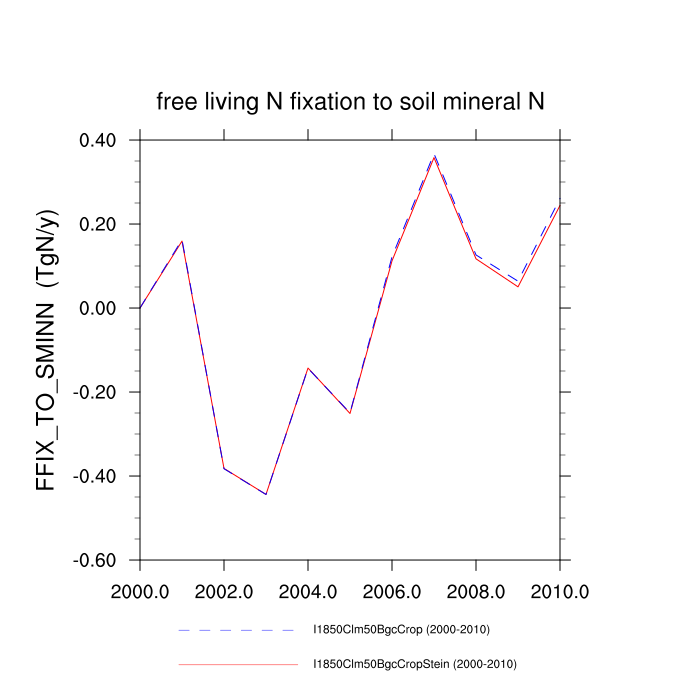 free living N fixation to soil mineral N
FFIX_TO_SMINN (TgN/y)
0.40
0.20
0.00
-0.20
-0.40
-0.60
2000.0 2002.0 2004.0 2006.0 2008.0 2010.0
I1850Clm50BgcCrop (2000-2010)
I1850Clm50BgcCropStein (2000-2010)